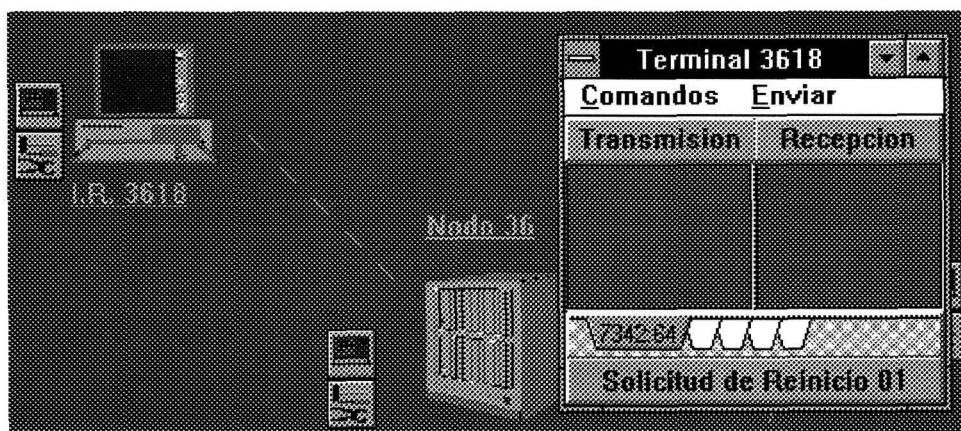 I.R. 3618
Nodo 36
Terminal 3618
Comandos Enviar
Transmision Recepcion
7342:64
Solicitud de Reinicio 01